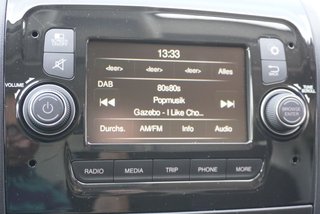 13:33
<leer> <leer> <leer> Alles
DAB
80s80s
Popmusik
Gazebo - I Like Cho...
Durchs. AM/FM Info Audio
VOLUME
BROWSE
ENTER
RADIO MEDIA TRIP PHONE MORE